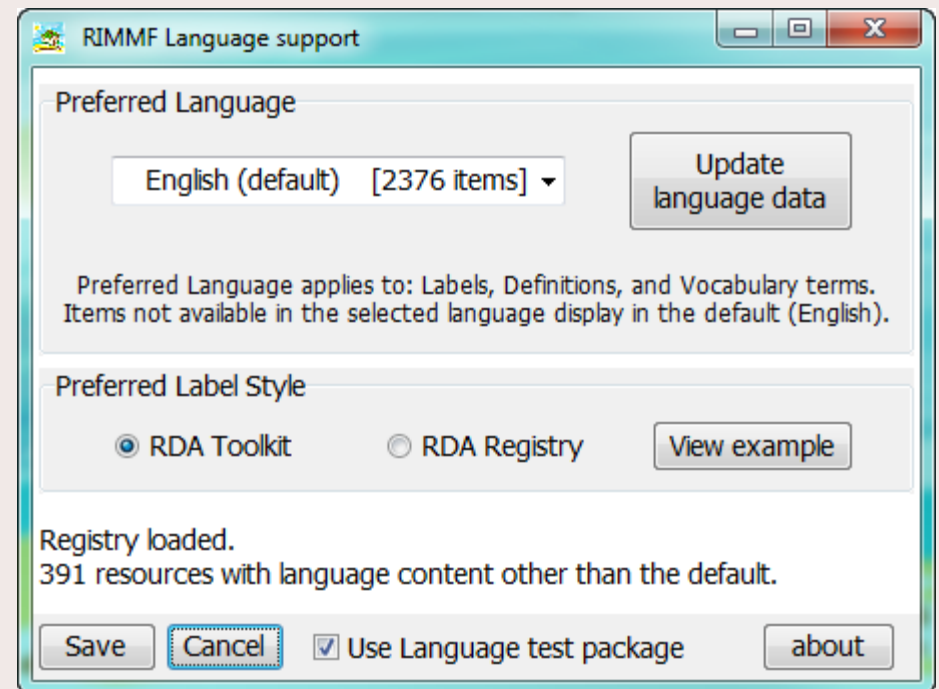 RIMMF Language support
Preferred Language
English (default) [2376 items]
Update
language data
Preferred Language applies to: Labels, Definitions, and Vocabulary terms.
Items not available in the selected language display in the default (English).
Preferred Label Style
RDA Toolkit
RDA Registry
View example
Registry loaded.
391 resources with language content other than the default.
Save
Cancel
Use Language test package
about